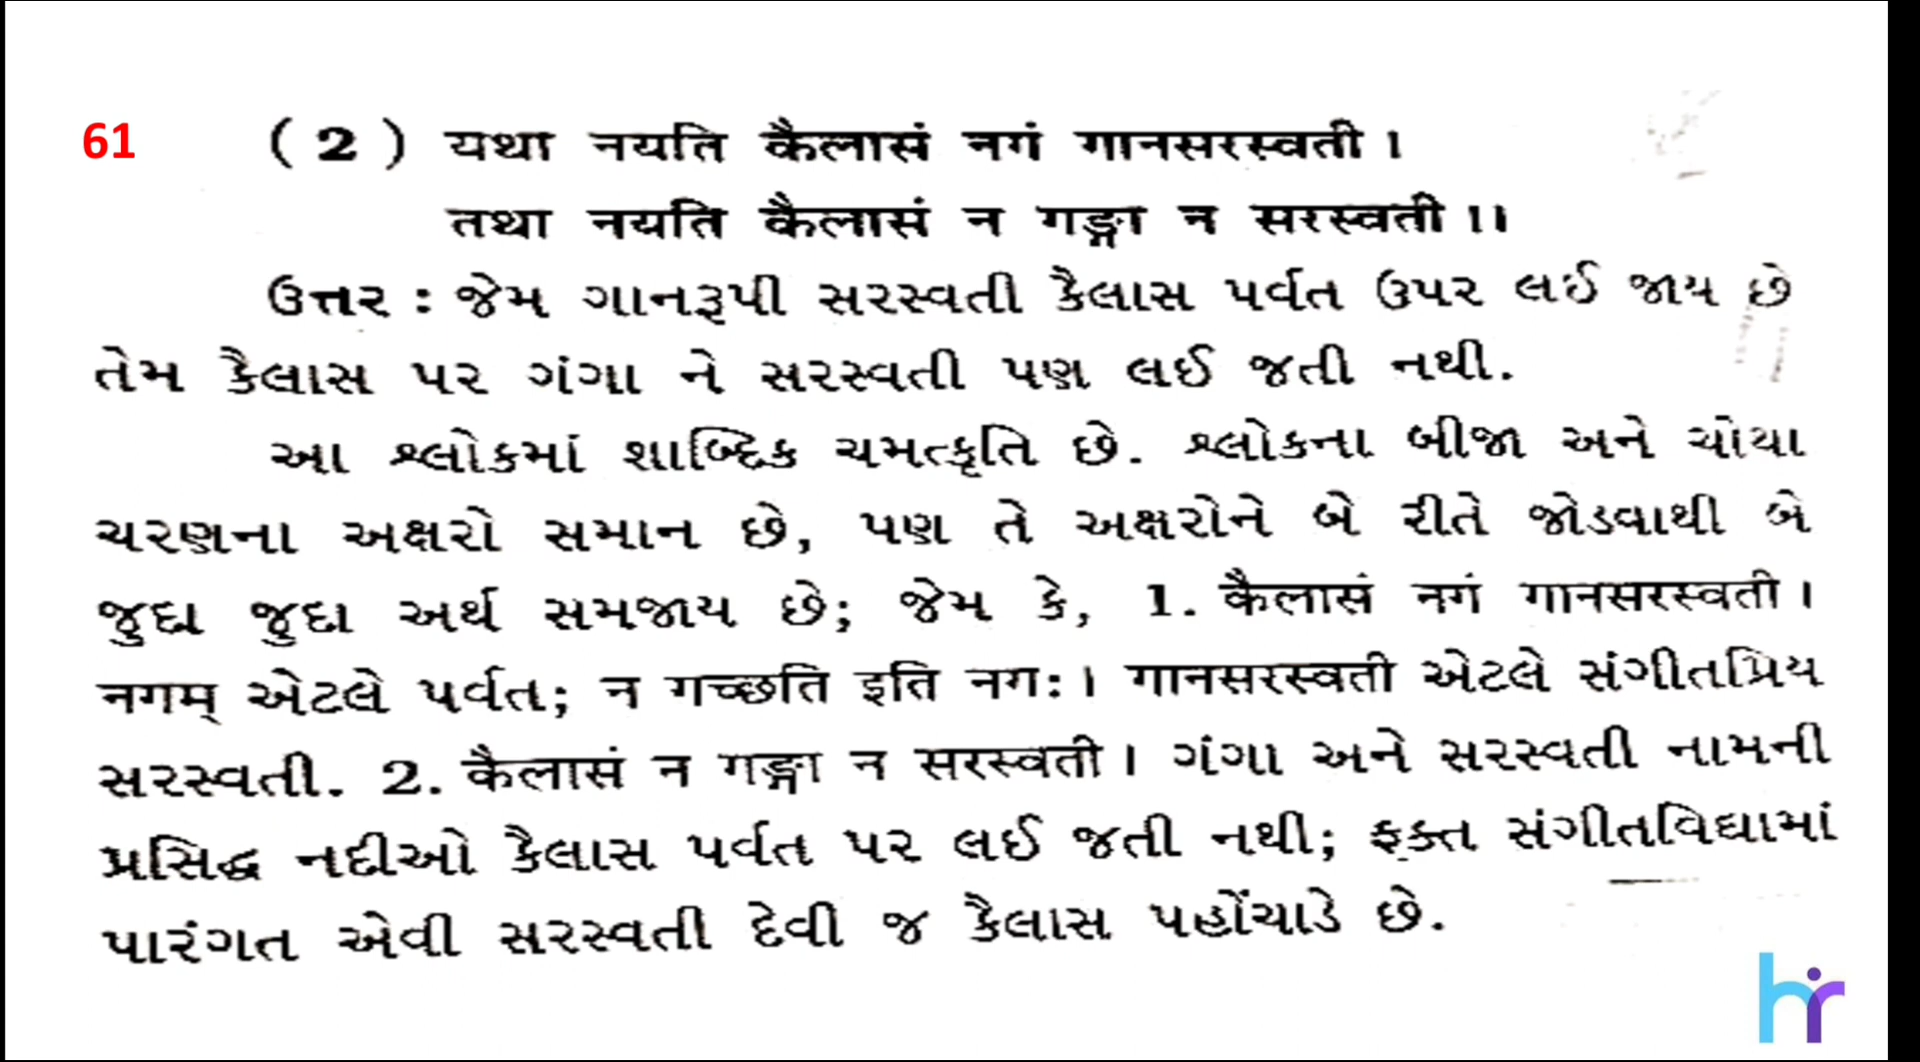 61 (2) यथा नयति कैलासं नगं गानसरस्वती ।
तथा नयति कैलासं न गङ्गा न सरस्वती ।।
ઉત્તર : જેમ ગાનરૂપી સરસ્વતી કૈલાસ પર્વત ઉપર લઈ જાય છે
તેમ કૈલાસ પર ગંગા ને સરસ્વતી પણ લઈ જતી નથી.
આ શ્લોકમાં શાબ્દિક ચમત્કૃતિ છે. શ્લોકના બીજા અને ચોથા
ચરણના અક્ષરો સમાન છે, પણ તે અક્ષરોને બે રીતે જોડવાથી બે
જુદા જુદા અર્થ સમજાય છે; જેમ કે, 1. कैलासं नगं गानसरस्वती ।
नगम् એટલે પર્વત; न गच्छति इति नगः । गानसरस्वती એટલે સંગીતપ્રિય
સરસ્વતી. 2. कैलासं न गङ्गा न सरस्वती । ગંગા અને સરસ્વતી નામની
પ્રસિદ્ધ નદીઓ કૈલાસ પર્વત પર લઈ જતી નથી; ફક્ત સંગીતવિદ્યામાં
પારંગત એવી સરસ્વતી દેવી જ કૈલાસ પહોંચાડે છે.
hr